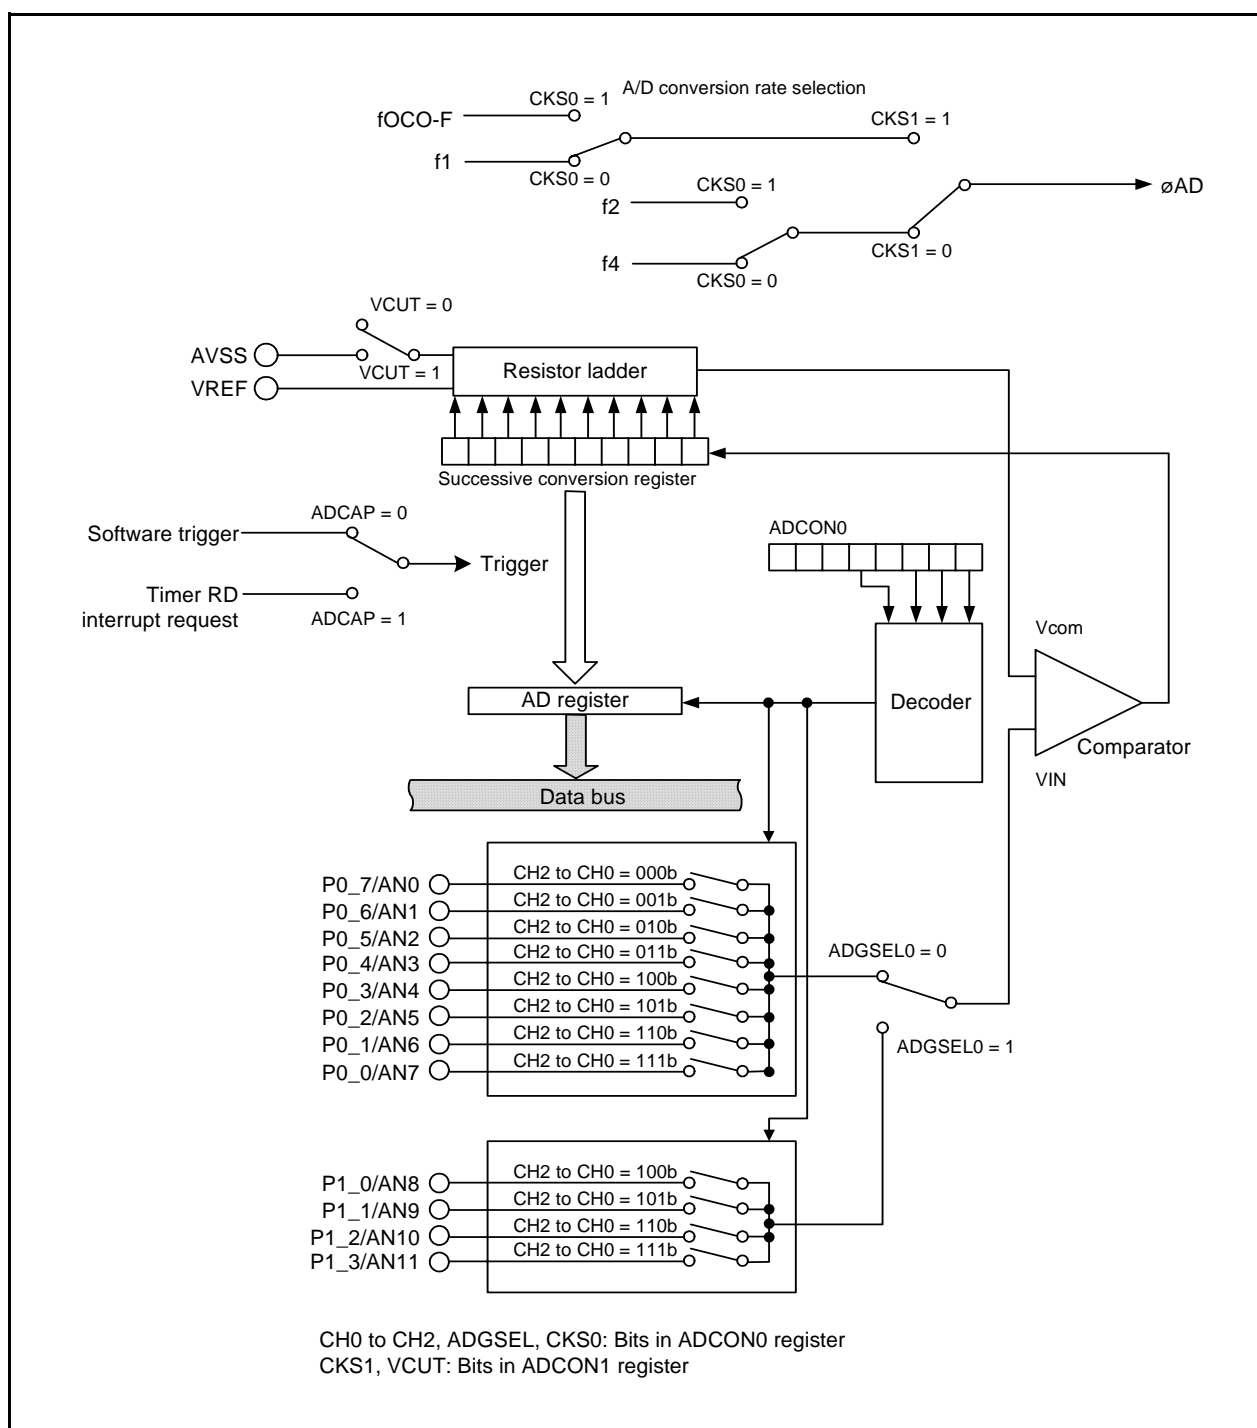 A/D conversion rate selection
CKS0 = 1
fOCO-F
CKS1 = 1
f1
CKS0 = 0
CKS0 = 1
f2
øAD
CKS1 = 0
f4
CKS0 = 0
VCUT = 0
AVSS
VCUT = 1
VREF
Resistor ladder
Successive conversion register
ADCAP = 0
Software trigger
Trigger
Timer RD
interrupt request
ADCAP = 1
ADCON0
Vcom
Decoder
AD register
Comparator
VIN
Data bus
P0_7/AN0 CH2 to CH0 = 000b
P0_6/AN1 CH2 to CH0 = 001b
P0_5/AN2 CH2 to CH0 = 010b
P0_4/AN3 CH2 to CH0 = 011b
P0_3/AN4 CH2 to CH0 = 100b
P0_2/AN5 CH2 to CH0 = 101b
P0_1/AN6 CH2 to CH0 = 110b
P0_0/AN7 CH2 to CH0 = 111b
ADGSEL0 = 0
ADGSEL0 = 1
P1_0/AN8 CH2 to CH0 = 100b
P1_1/AN9 CH2 to CH0 = 101b
P1_2/AN10 CH2 to CH0 = 110b
P1_3/AN11 CH2 to CH0 = 111b
CH0 to CH2, ADGSEL, CKS0: Bits in ADCON0 register
CKS1, VCUT: Bits in ADCON1 register